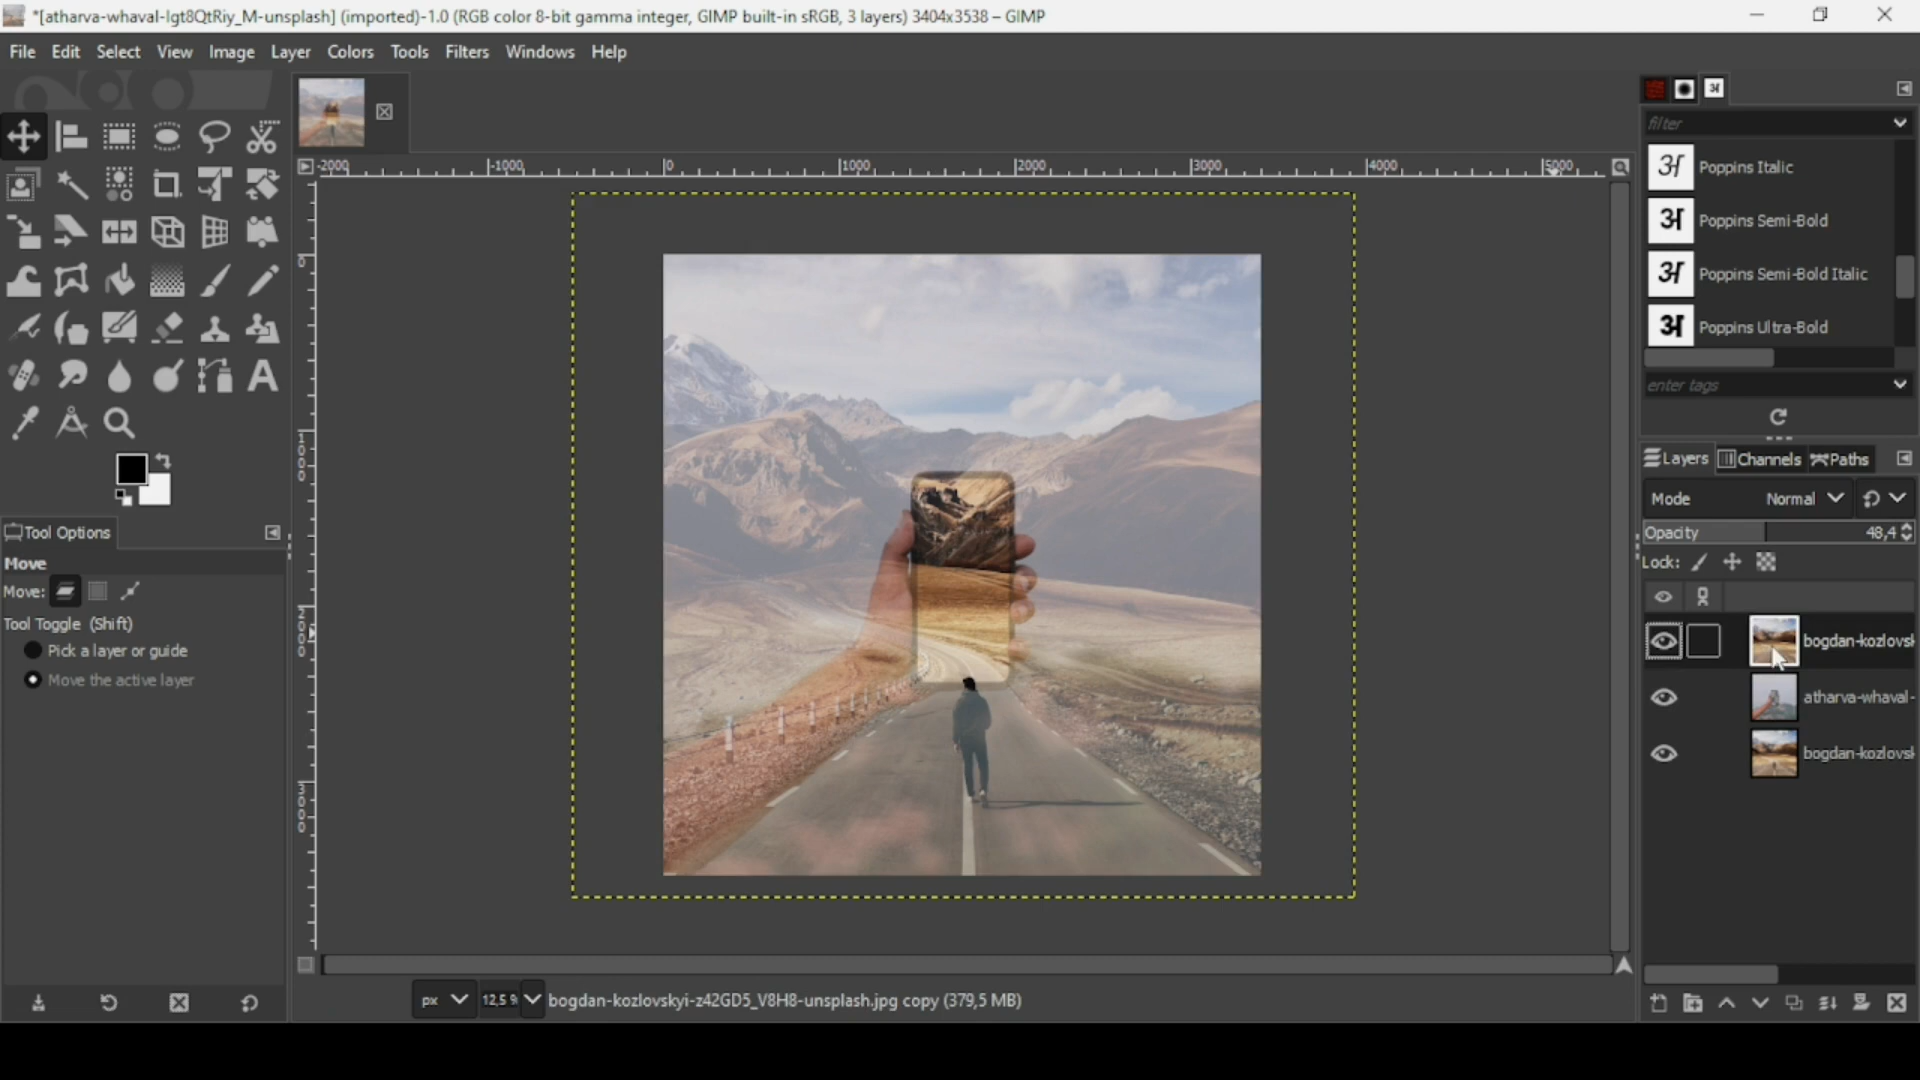 *[atharva-whaval-Igt8QtRiy_M-unsplash] (imported)-1.0 (RGB color 8-bit gamma integer, GIMP built-in sRGB, 3 layers) 3404x3538 – GIMP
File Edit Select View Image Layer Colors Tools Filters Windows Help
-2000 -1000 0 1000 2000 3000 4000 5000
0
1000
2000
3000
Tool Options
Move
Move:
Tool Toggle (Shift)
Pick a layer or guide
Move the active layer
px 12,5 % bogdan-kozlovskyi-z42GD5_V8H8-unsplash.jpg copy (379,5 MB)
filter
Poppins Italic
Poppins Semi-Bold
Poppins Semi-Bold Italic
Poppins Ultra-Bold
enter tags
Layers Channels Paths
Mode Normal
Opacity 48,4
Lock:
bogdan-kozlovsk
atharva-whaval-
bogdan-kozlovsk